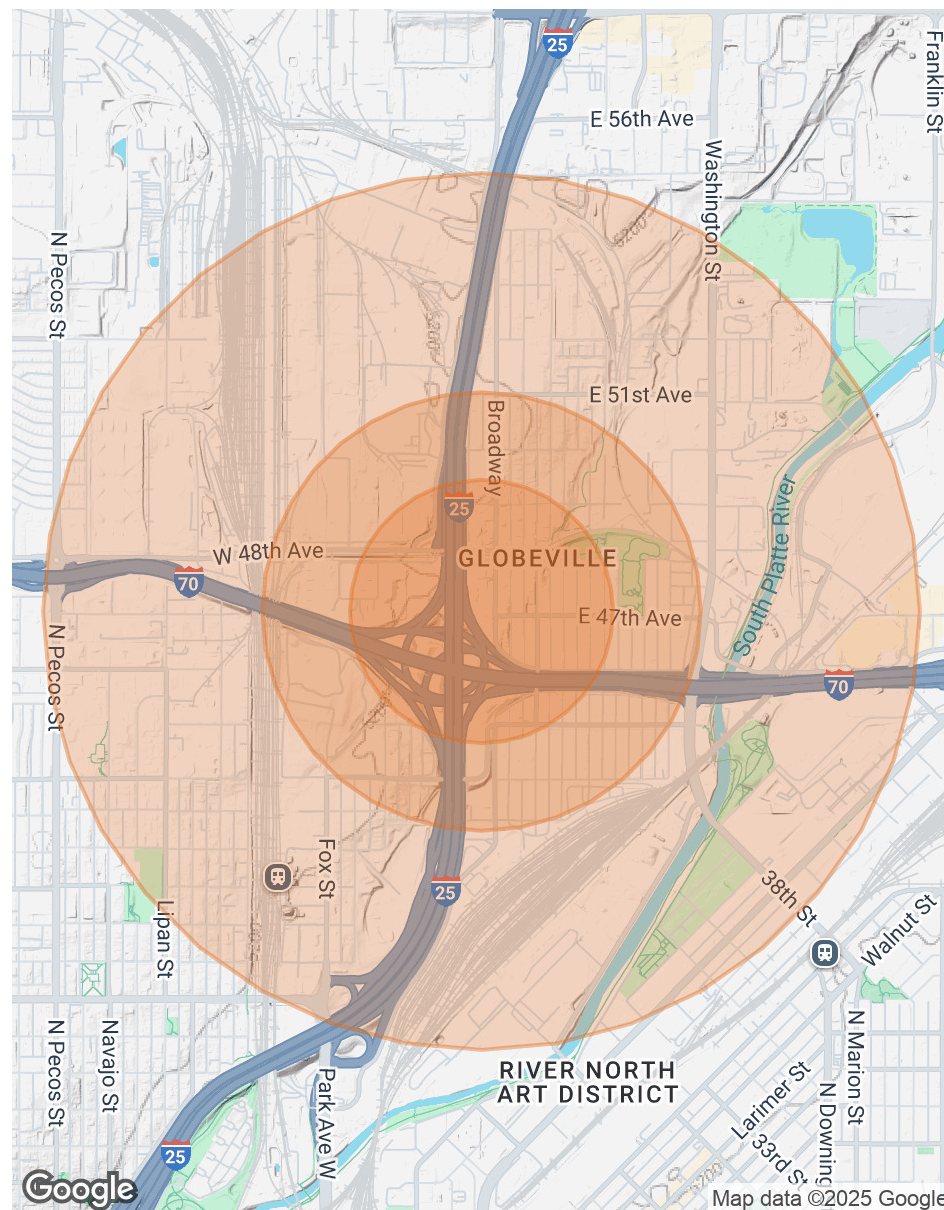 25
Franklin St
E 56th Ave
Washington St
5200
N Pecos St
5200
E 51st Ave
Broadway
25
South Platte River
W 48th Ave
GLOBEVILLE
70
E 47th Ave
N Pecos St
70
Fox St
25
38th St
Lipan St
Walnut St
N Pecos St
Navajo St
N Marion St
RIVER NORTH
ART DISTRICT
Park Ave W
Larimer St
N Downing
33rd St
25
5200
Google
Map data ©2025 Google